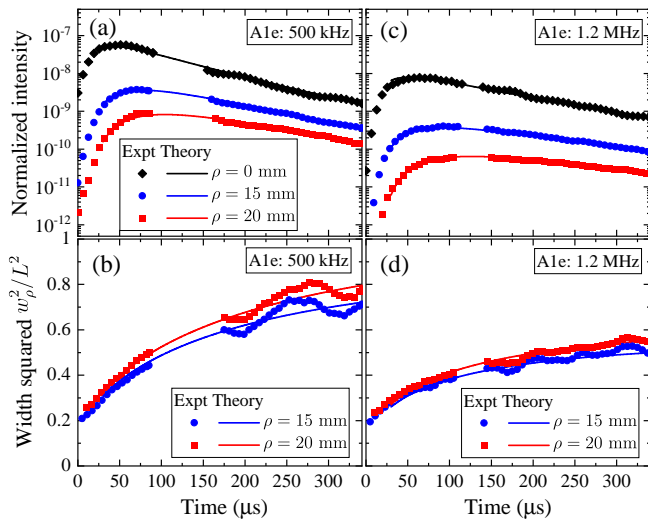 (a)
A1e: 500 kHz
(c)
A1e: 1.2 MHz
Normalized intensity
10⁻⁷
10⁻⁸
10⁻⁹
10⁻¹⁰
10⁻¹¹
10⁻¹²
Expt Theory
ρ = 0 mm
ρ = 15 mm
ρ = 20 mm
(b)
A1e: 500 kHz
(d)
A1e: 1.2 MHz
Width squared w²ρ/L²
1
0.8
0.6
0.4
0.2
0
Expt Theory
ρ = 15 mm
ρ = 20 mm
Expt Theory
ρ = 15 mm
ρ = 20 mm
0 50 100 150 200 250 300
0 50 100 150 200 250 300
Time (μs)
Time (μs)